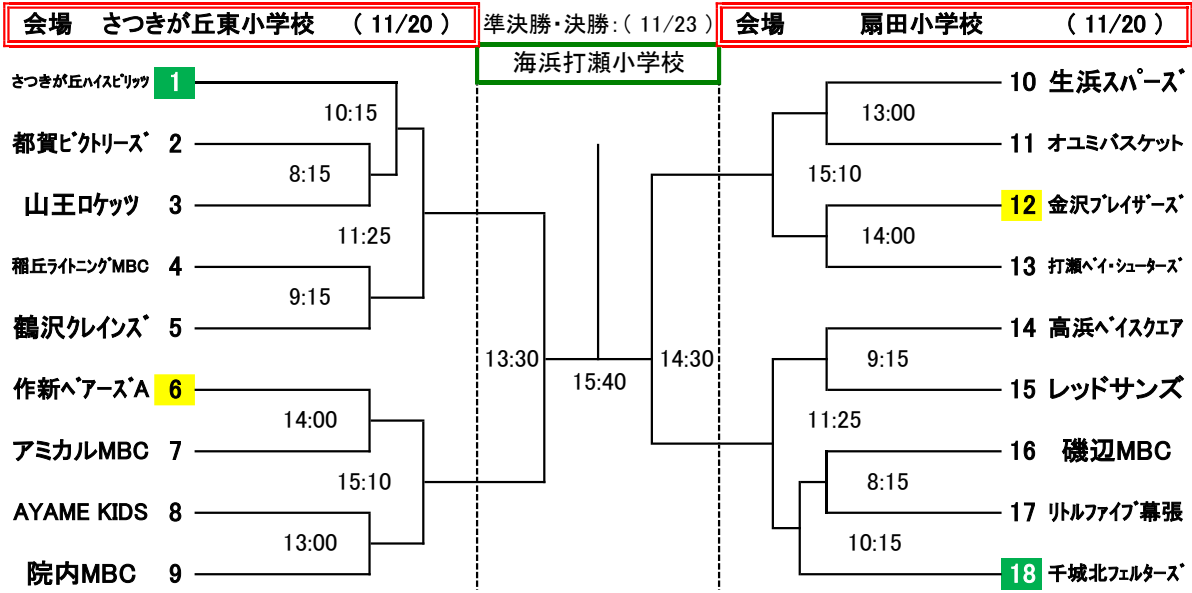 会場　さつきが丘東小学校　( 11/20 )
準決勝・決勝：( 11/23 )
会場　扇田小学校　( 11/20 )
海浜打瀬小学校
さつきが丘ﾊｲｽﾋﾟﾘｯﾂ 1
10:15
都賀ﾋﾞｸﾄﾘｰｽﾞ 2
8:15
山王ﾛｹｯﾂ 3
11:25
稲丘ﾗｲﾄﾆﾝｸﾞMBC 4
9:15
鶴沢ｸﾚｲﾝｽﾞ 5
作新ﾍﾞｱｰｽﾞA 6
14:00
アミカルMBC 7
15:10
AYAME KIDS 8
13:00
院内MBC 9
13:30
15:40
14:30
10 生浜スパｰズ
13:00
11 オユミバスケット
15:10
12 金沢ﾌﾞﾚｲｻﾞｰｽﾞ
14:00
13 打瀬ﾍﾞｲ・ｼｭｰﾀｰｽﾞ
14 高浜ﾍﾞｲｽｸｴｱ
9:15
15 レッドサンズ
11:25
16 磯辺MBC
8:15
17 ﾘﾄﾙﾌｧｲﾌﾞ幕張
10:15
18 千城北ﾌｪﾙﾀｰｽﾞ